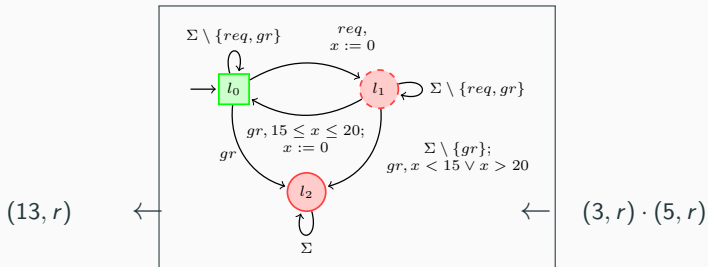 Σ \ {req, gr}
req,
x := 0
l₀
l₁
Σ \ {req, gr}
gr, 15 ≤ x ≤ 20;
x := 0
gr
Σ \ {gr};
gr, x < 15 ∨ x > 20
l₂
Σ
(13, r)
←
←
(3, r) · (5, r)